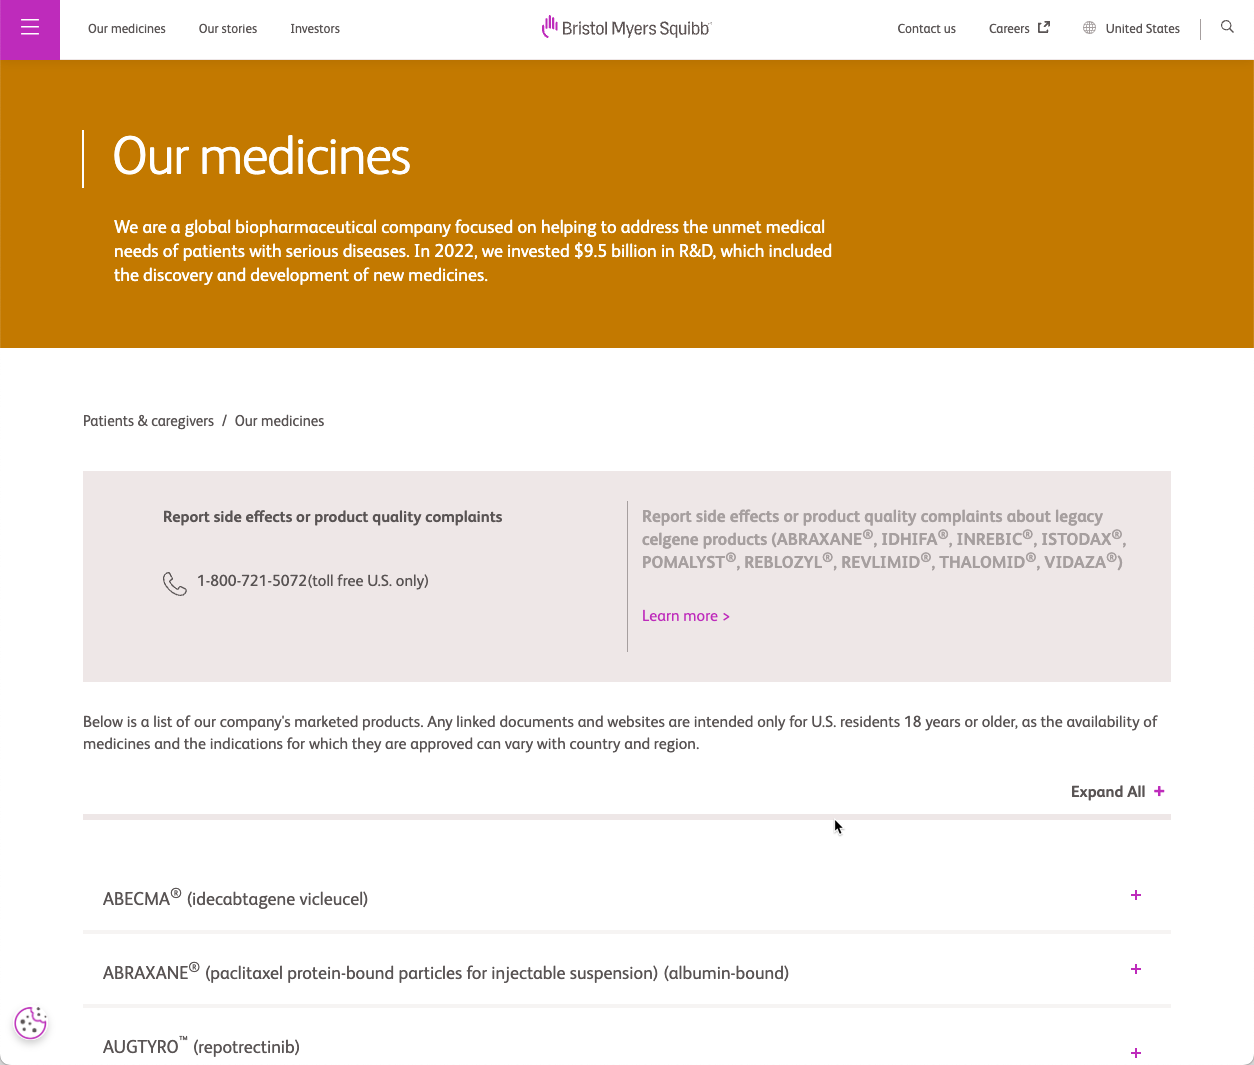 Our medicines
Our stories
Investors
Bristol Myers Squibb™
Contact us
Careers
United States
Our medicines
We are a global biopharmaceutical company focused on helping to address the unmet medical
needs of patients with serious diseases. In 2022, we invested $9.5 billion in R&D, which included
the discovery and development of new medicines.
Patients & caregivers / Our medicines
Report side effects or product quality complaints
1-800-721-5072(toll free U.S. only)
Report side effects or product quality complaints about legacy
celgene products (ABRAXANE®, IDHIFA®, INREBIC®, ISTODAX®,
POMALYST®, REBLOZYL®, REVLIMID®, THALOMID®, VIDAZA®)
Learn more >
Below is a list of our company's marketed products. Any linked documents and websites are intended only for U.S. residents 18 years or older, as the availability of
medicines and the indications for which they are approved can vary with country and region.
Expand All +
ABECMA® (idecabtagene vicleucel) +
ABRAXANE® (paclitaxel protein-bound particles for injectable suspension) (albumin-bound) +
AUGTYRO™ (repotrectinib) +